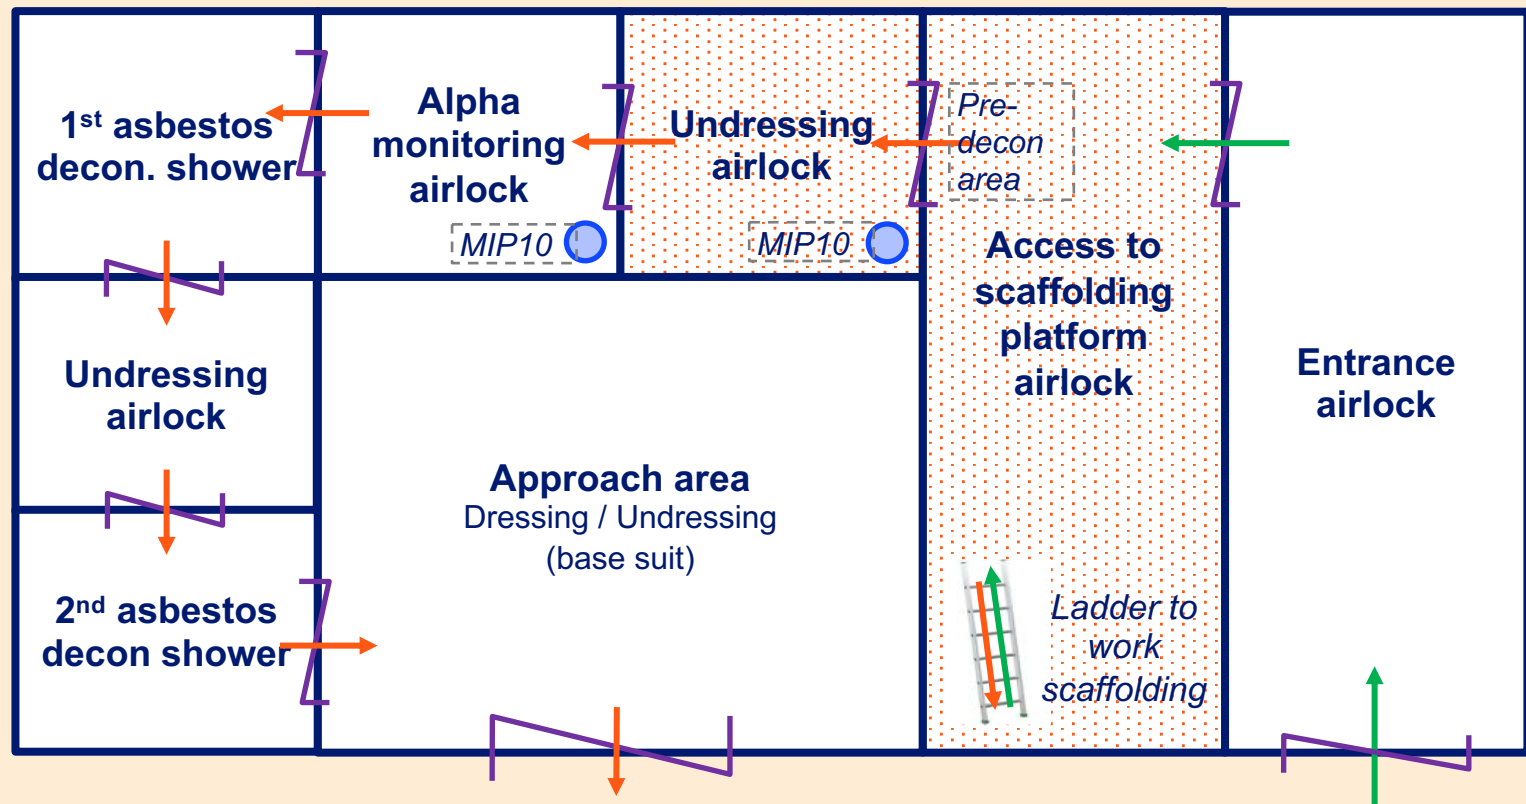 1st asbestos
decon. shower
Alpha
monitoring
airlock
MIP10
Undressing
airlock
MIP10
Pre-
decon
area
Access to
scaffolding
platform
airlock
Entrance
airlock
Undressing
airlock
Approach area
Dressing / Undressing
(base suit)
2nd asbestos
decon shower
Ladder to
work
scaffolding